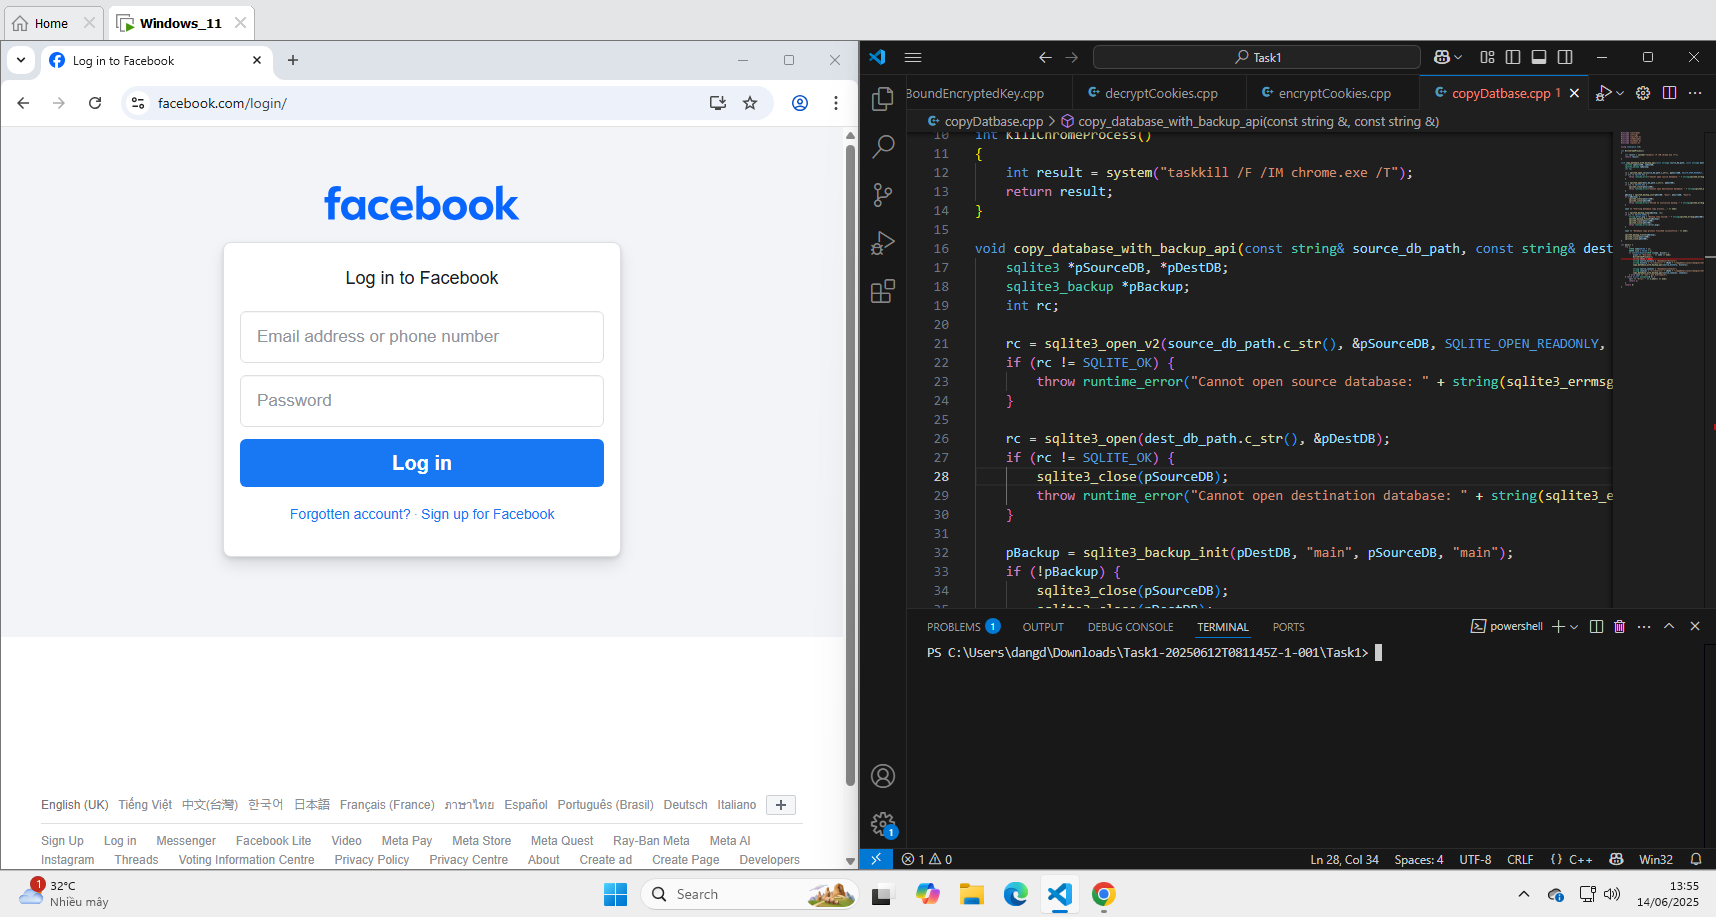 Home
Windows_11
Log in to Facebook
facebook.com/login/
facebook
Log in to Facebook
Email address or phone number
Password
Log in
Forgotten account? · Sign up for Facebook
English (UK) Tiếng Việt 中文(台灣) 한국어 日本語 Français (France) ภาษาไทย Español Português (Brasil) Deutsch Italiano
Sign Up Log in Messenger Facebook Lite Video Meta Pay Meta Store Meta Quest Ray-Ban Meta Meta AI
Instagram Threads Voting Information Centre Privacy Policy Privacy Centre About Create ad Create Page Developers
Task1
BoundEncryptedKey.cpp
decryptCookies.cpp
encryptCookies.cpp
copyDatbase.cpp 1
copyDatbase.cpp > copy_database_with_backup_api(const string &, const string &)
10 int killChromeProcess()
11 {
12 int result = system("taskkill /F /IM chrome.exe /T");
13 return result;
14 }
15
16 void copy_database_with_backup_api(const string& source_db_path, const string& dest
17 sqlite3 *pSourceDB, *pDestDB;
18 sqlite3_backup *pBackup;
19 int rc;
20
21 rc = sqlite3_open_v2(source_db_path.c_str(), &pSourceDB, SQLITE_OPEN_READONLY,
22 if (rc != SQLITE_OK) {
23 throw runtime_error("Cannot open source database: " + string(sqlite3_errmsg
24 }
25
26 rc = sqlite3_open(dest_db_path.c_str(), &pDestDB);
27 if (rc != SQLITE_OK) {
28 sqlite3_close(pSourceDB);
29 throw runtime_error("Cannot open destination database: " + string(sqlite3_e
30 }
31
32 pBackup = sqlite3_backup_init(pDestDB, "main", pSourceDB, "main");
33 if (!pBackup) {
34 sqlite3_close(pSourceDB);
35 sqlite3_close(pDestDB);
PROBLEMS 1 OUTPUT DEBUG CONSOLE TERMINAL PORTS
powershell
PS C:\Users\dangd\Downloads\Task1-20250612T081145Z-1-001\Task1>
1
1 0
Ln 28, Col 34 Spaces: 4 UTF-8 CRLF {} C++ Win32
1
32°C
Nhiều mây
Search
13:55
14/06/2025